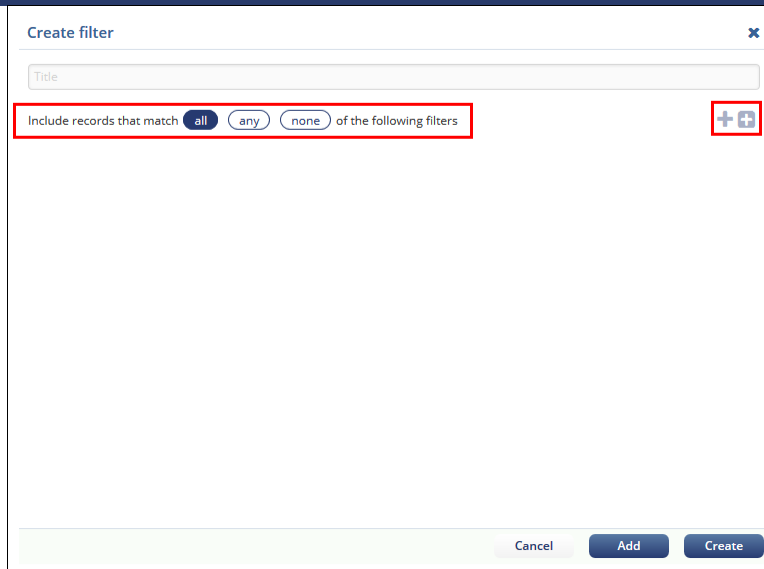 Create filter
Title
Include records that match all any none of the following filters
Cancel Add Create